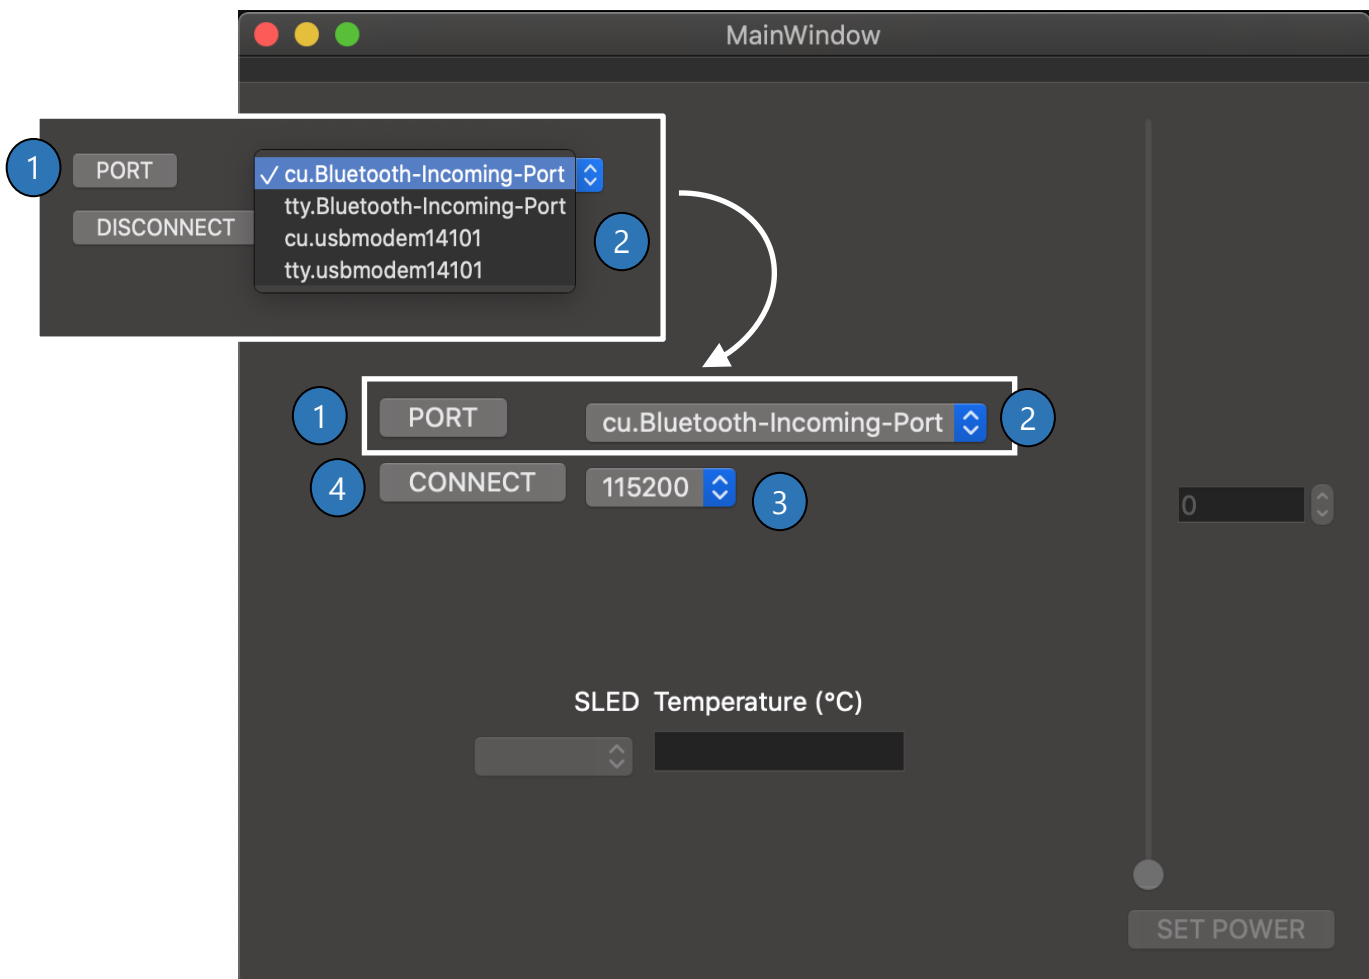 MainWindow
1
PORT
✓ cu.Bluetooth-Incoming-Port
tty.Bluetooth-Incoming-Port
DISCONNECT
cu.usbmodem14101
2
tty.usbmodem14101
1
PORT
cu.Bluetooth-Incoming-Port
2
4
CONNECT
115200
3
0
SLED Temperature (°C)
SET POWER